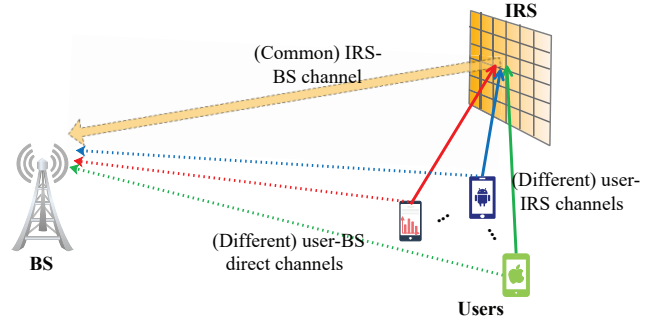 IRS
(Common) IRS-
BS channel
(Different) user-
IRS channels
(Different) user-BS
direct channels
BS
Users